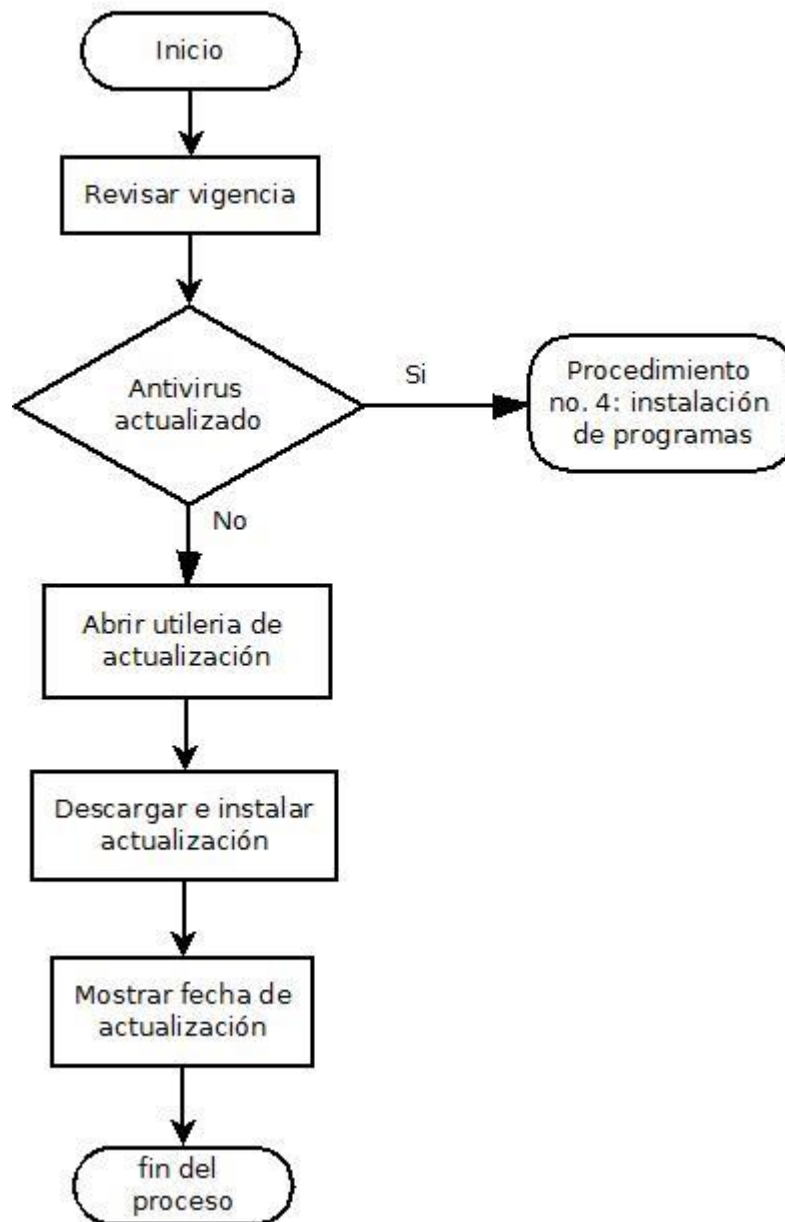 Inicio
Revisar vigencia
Antivirus
actualizado
Si
Procedimiento
no. 4: instalación
de programas
No
Abrir utileria de
actualización
Descargar e instalar
actualización
Mostrar fecha de
actualización
fin del
proceso